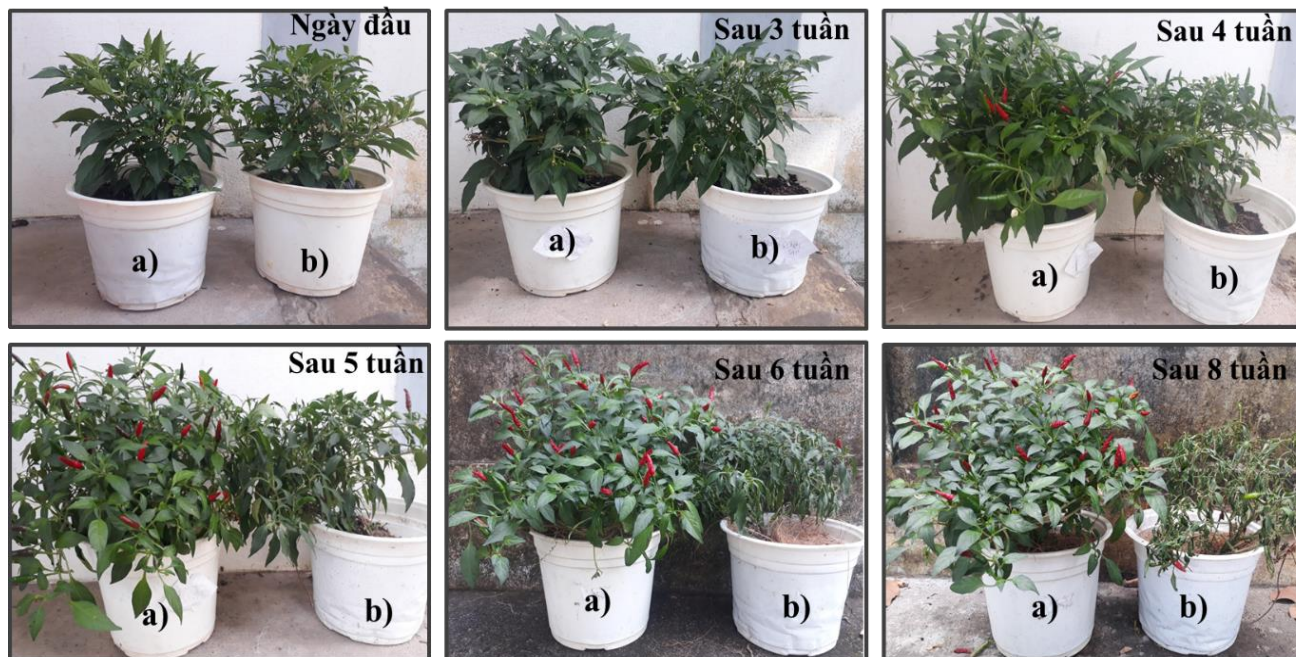 Ngày đầu
a)
b)
Sau 3 tuần
a)
b)
Sau 4 tuần
a)
b)
Sau 5 tuần
a)
b)
Sau 6 tuần
a)
b)
Sau 8 tuần
a)
b)